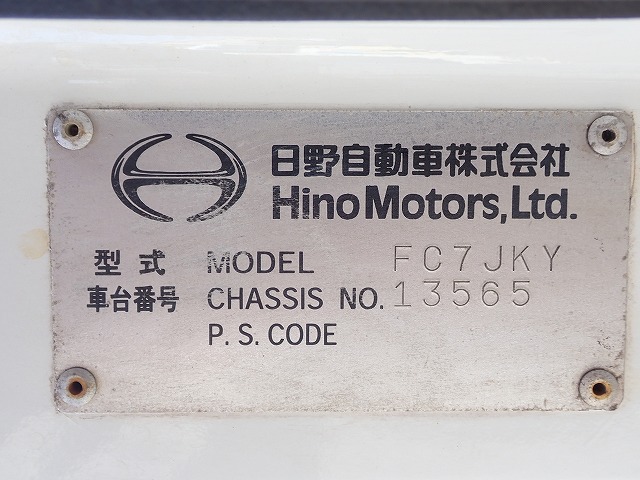 日野自動車株式会社
Hino Motors, Ltd.
型式 MODEL FC7JKY
車台番号 CHASSIS NO. 13565
P. S. CODE